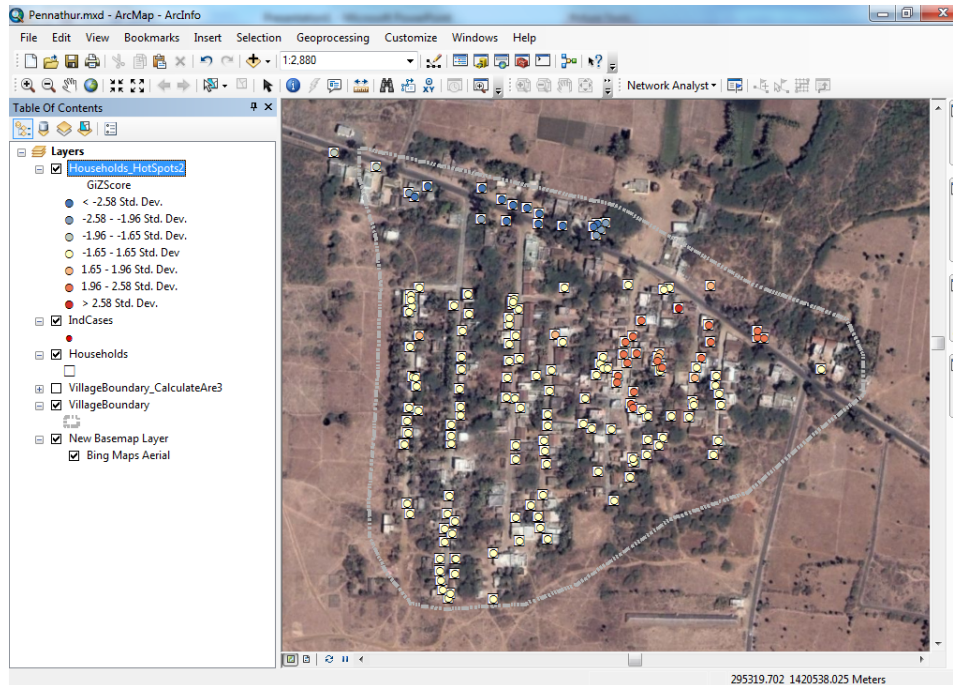 Pennathur.mxd - ArcMap - ArcInfo
File Edit View Bookmarks Insert Selection Geoprocessing Customize Windows Help
1:2,880
Network Analyst
Table Of Contents
Layers
Households_HotSpots2
GiZScore
< -2.58 Std. Dev.
-2.58 - -1.96 Std. Dev.
-1.96 - -1.65 Std. Dev.
-1.65 - 1.65 Std. Dev
1.65 - 1.96 Std. Dev.
1.96 - 2.58 Std. Dev.
> 2.58 Std. Dev.
IndCases
Households
VillageBoundary_CalculateAre3
VillageBoundary
New Basemap Layer
Bing Maps Aerial
295319.702 1420538.025 Meters